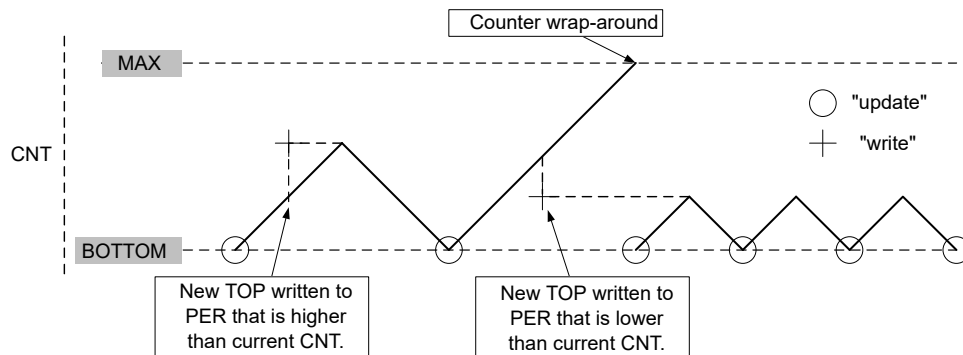 Counter wrap-around
MAX
"update"
"write"
CNT
BOTTOM
New TOP written to
PER that is higher
than current CNT.
New TOP written to
PER that is lower
than current CNT.